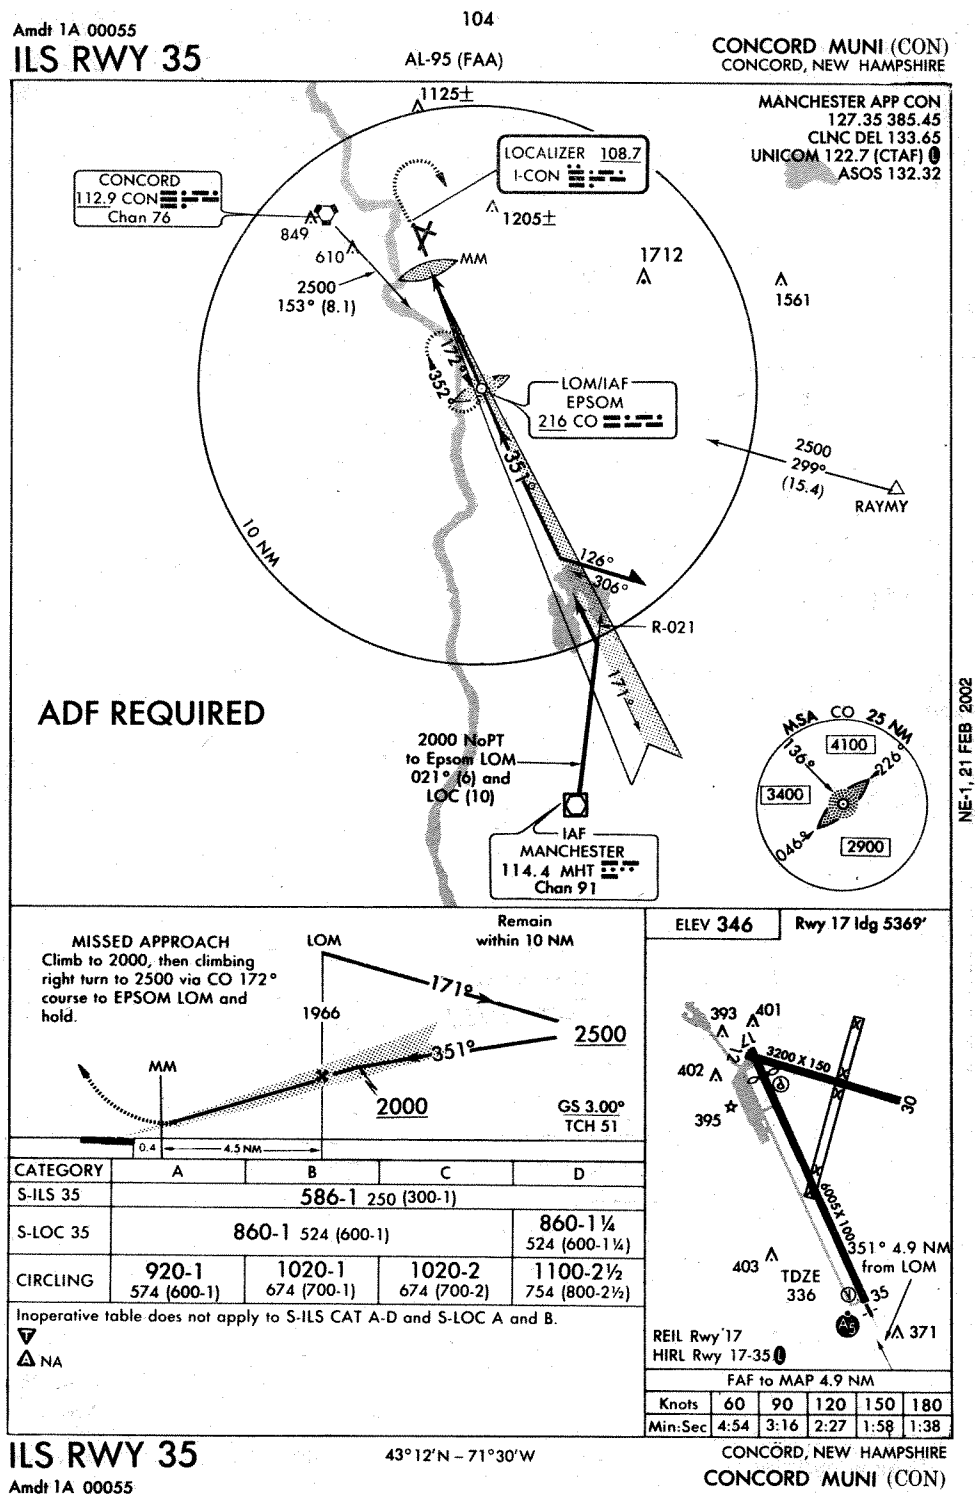 104
Amdt 1A 00055
ILS RWY 35
AL-95 (FAA)
CONCORD MUNI (CON)
CONCORD, NEW HAMPSHIRE
MANCHESTER APP CON
127.35 385.45
CLNC DEL 133.65
UNICOM 122.7 (CTAF) L
ASOS 132.32
1125±
LOCALIZER 108.7
I-CON
CONCORD
112.9 CON
Chan 76
849
610
1205±
MM
1712
1561
2500
153° (8.1)
172°
352°
LOM/IAF
EPSOM
216 CO
351°
2500
299°
(15.4)
RAYMY
10 NM
126°
306°
R-021
171°
ADF REQUIRED
2000 NoPT
to Epsom LOM
021° (6) and
LOC (10)
IAF
MANCHESTER
114.4 MHT
Chan 91
MSA CO 25 NM
136°
4100
226°
3400
046°
2900
NE-1, 21 FEB 2002
MISSED APPROACH
Climb to 2000, then climbing
right turn to 2500 via CO 172°
course to EPSOM LOM and
hold.
LOM
Remain
within 10 NM
171°
1966
2500
351°
MM
2000
GS 3.00°
TCH 51
0.4
4.5 NM
ELEV 346
Rwy 17 ldg 5369'
393
401
17
12
3200 X 150
402
395
30
6005 X 100
351° 4.9 NM
from LOM
403
TDZE
336
35
A5
371
REIL Rwy 17
HIRL Rwy 17-35 L
FAF to MAP 4.9 NM
Knots 60 90 120 150 180
Min:Sec 4:54 3:16 2:27 1:58 1:38
CATEGORY A B C D
S-ILS 35 586-1 250 (300-1)
S-LOC 35 860-1 524 (600-1) 860-1¼
524 (600-1¼)
CIRCLING 920-1 1020-1 1020-2 1100-2½
574 (600-1) 674 (700-1) 674 (700-2) 754 (800-2½)
Inoperative table does not apply to S-ILS CAT A-D and S-LOC A and B.
T
A NA
ILS RWY 35
Amdt 1A 00055
43°12'N – 71°30'W
CONCORD, NEW HAMPSHIRE
CONCORD MUNI (CON)